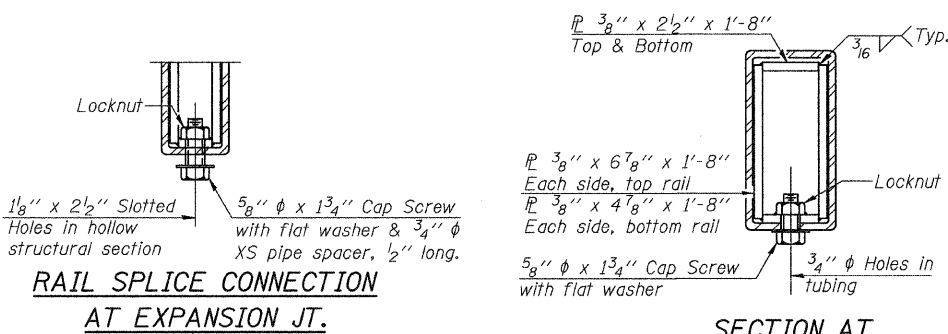 Locknut
1 1/8" x 2 1/2" Slotted
Holes in hollow
structural section
5/8" ϕ x 1 3/4" Cap Screw
with flat washer & 3/4" ϕ
XS pipe spacer, 1/2" long.
RAIL SPLICE CONNECTION
AT EXPANSION JT.
℄ 3/8" x 2 1/2" x 1'-8"
Top & Bottom
3/16
Typ.
℄ 3/8" x 6 7/8" x 1'-8"
Each side, top rail
℄ 3/8" x 4 7/8" x 1'-8"
Each side, bottom rail
Locknut
5/8" ϕ x 1 3/4" Cap Screw
with flat washer
3/4" ϕ Holes in
tubing
SECTION AT